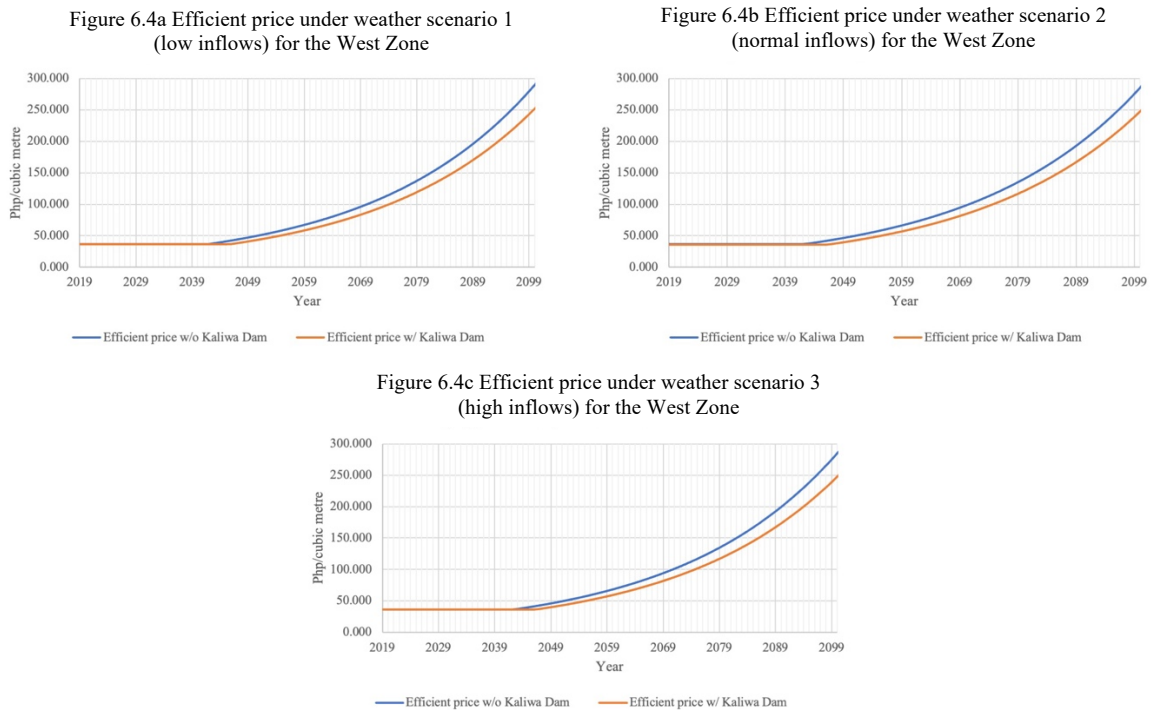 Figure 6.4a Efficient price under weather scenario 1
(low inflows) for the West Zone
300.000
250.000
200.000
150.000
100.000
50.000
0.000
Php/cubic metre
2019 2029 2039 2049 2059 2069 2079 2089 2099
Year
Efficient price w/o Kaliwa Dam Efficient price w/ Kaliwa Dam
Figure 6.4b Efficient price under weather scenario 2
(normal inflows) for the West Zone
300.000
250.000
200.000
150.000
100.000
50.000
0.000
Php/cubic metre
2019 2029 2039 2049 2059 2069 2079 2089 2099
Year
Efficient price w/o Kaliwa Dam Efficient price w/ Kaliwa Dam
Figure 6.4c Efficient price under weather scenario 3
(high inflows) for the West Zone
300.000
250.000
200.000
150.000
100.000
50.000
0.000
Php/cubic metre
2019 2029 2039 2049 2059 2069 2079 2089 2099
Year
Efficient price w/o Kaliwa Dam Efficient price w/ Kaliwa Dam